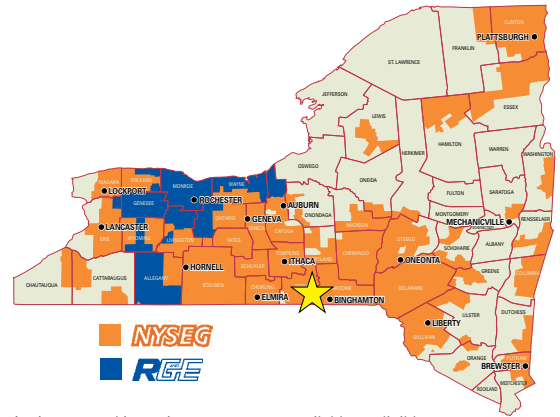 CLINTON
PLATTSBURGH
FRANKLIN
ST. LAWRENCE
JEFFERSON
ESSEX
LEWIS
HAMILTON
HERKIMER
WARREN
WASHINGTON
OSWEGO
ONEIDA
NIAGARA
ORLEANS
MONROE
WAYNE
LOCKPORT
FULTON
SARATOGA
GENESEE
ROCHESTER
AUBURN
ONONDAGA
MONTGOMERY
MECHANICVILLE
RENSSELAER
ONTARIO
GENEVA
SENECA
CAYUGA
MADISON
LANCASTER
ERIE
WYOMING
LIVINGSTON
YATES
OTSEGO
SCHOHARIE
ALBANY
CHENANGO
ITHACA
ONEONTA
HORNELL
SCHUYLER
TOMPKINS
GREENE
COLUMBIA
CHAUTAUQUA
CATTARAUGUS
ALLEGANY
STEUBEN
CHEMUNG
ELMIRA
BROOME
BINGHAMTON
DELAWARE
ULSTER
DUTCHESS
LIBERTY
SULLIVAN
ORANGE
PUTNAM
BREWSTER
WESTCHESTER
ROCKLAND
NYSEG
RGE